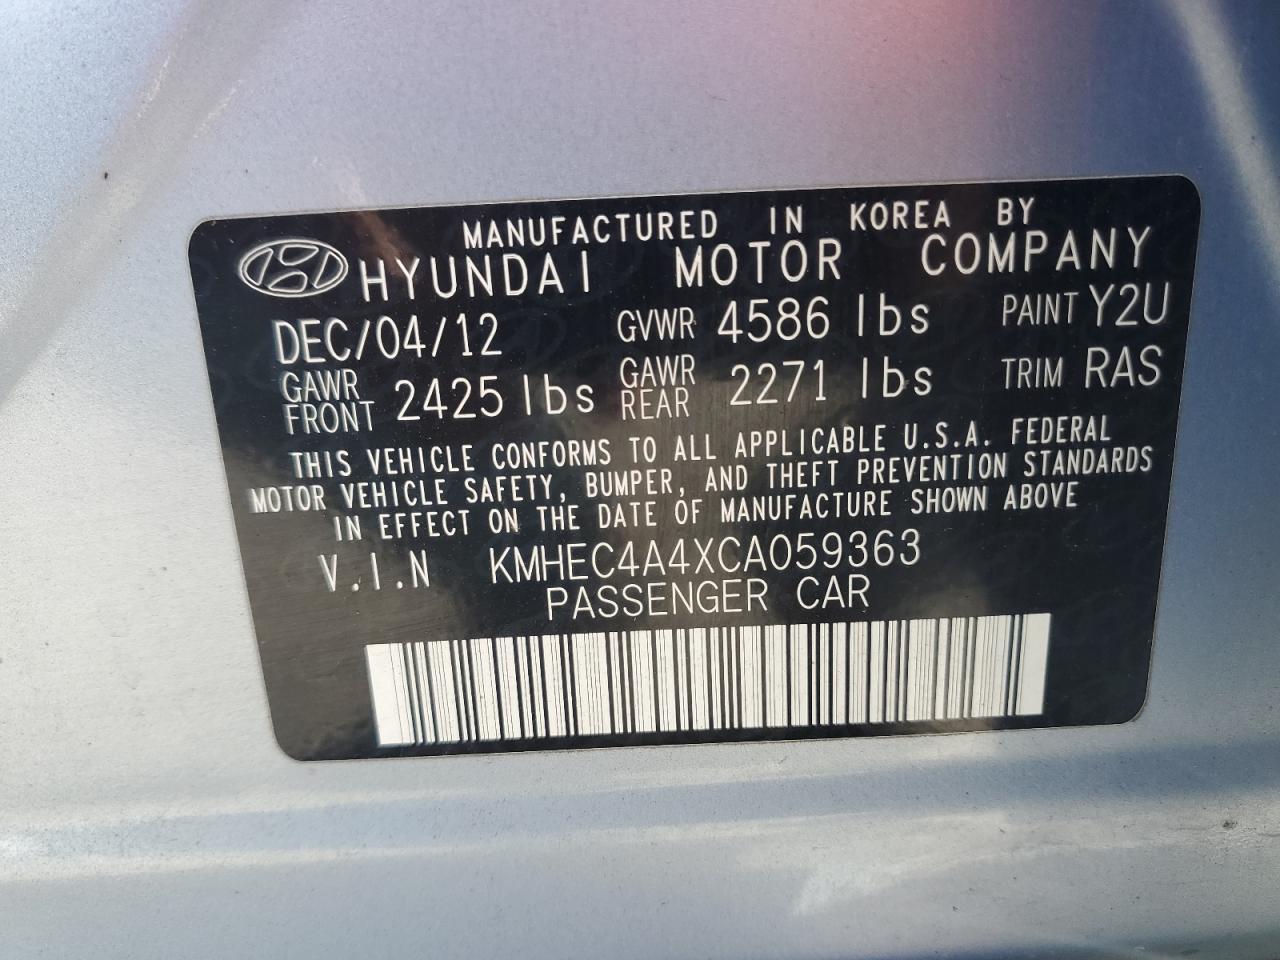 MANUFACTURED IN KOREA BY
HYUNDAI MOTOR COMPANY
DEC/04/12 GVWR 4586 lbs PAINT Y2U
GAWR FRONT 2425 lbs GAWR REAR 2271 lbs TRIM RAS
THIS VEHICLE CONFORMS TO ALL APPLICABLE U.S.A. FEDERAL
MOTOR VEHICLE SAFETY, BUMPER, AND THEFT PREVENTION STANDARDS
IN EFFECT ON THE DATE OF MANUFACTURE SHOWN ABOVE
V.I.N KMHEC4A4XCA059363
PASSENGER CAR